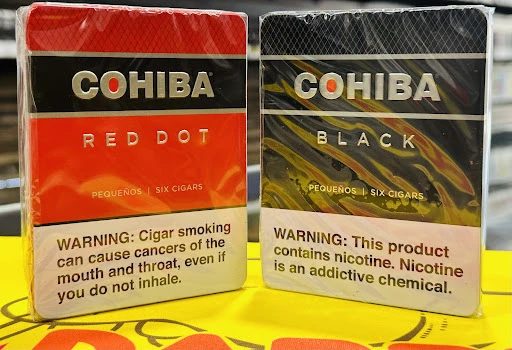 COHIBA
RED DOT
PEQUEÑOS | SIX CIGARS
WARNING: Cigar smoking
can cause cancers of the
mouth and throat, even if
you do not inhale.
COHIBA
BLACK
PEQUEÑOS | SIX CIGARS
WARNING: This product
contains nicotine. Nicotine
is an addictive chemical.